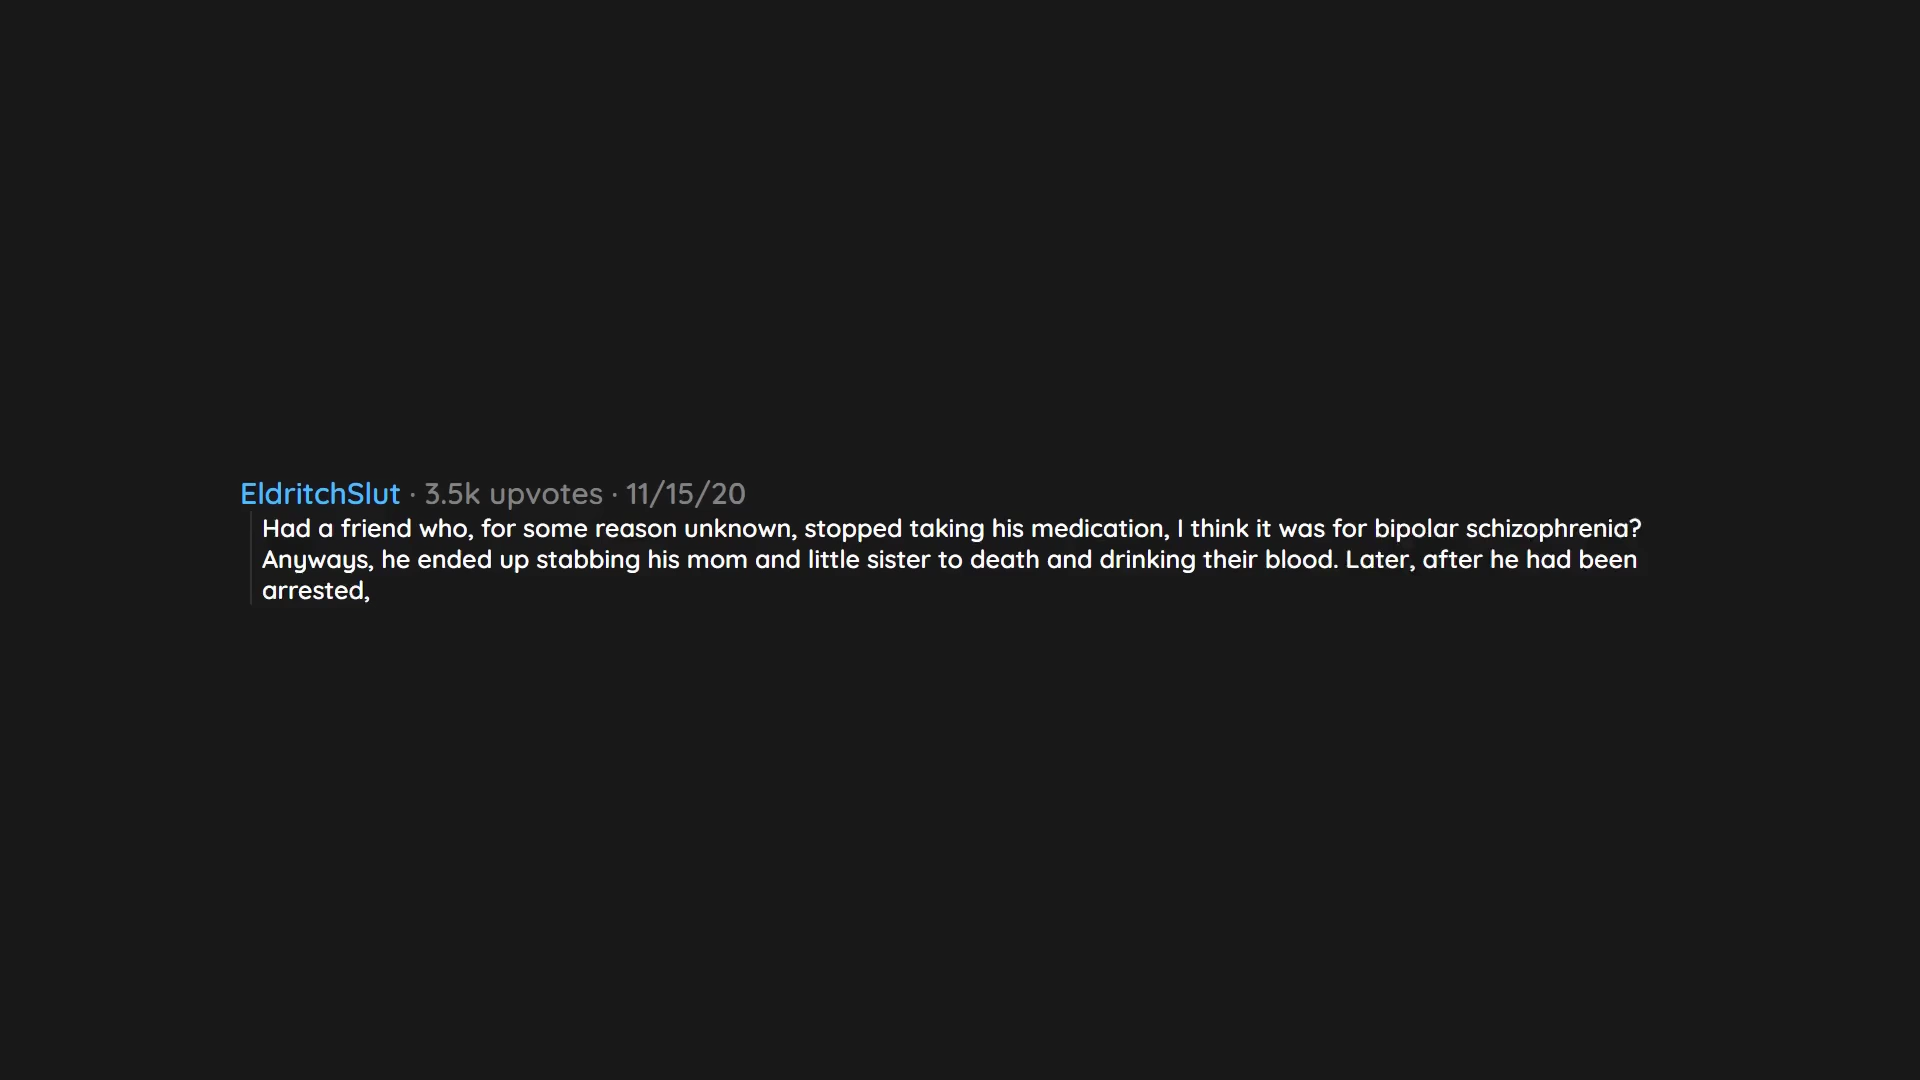 EldritchSlut · 3.5k upvotes · 11/15/20
Had a friend who, for some reason unknown, stopped taking his medication, I think it was for bipolar schizophrenia?
Anyways, he ended up stabbing his mom and little sister to death and drinking their blood. Later, after he had been
arrested,